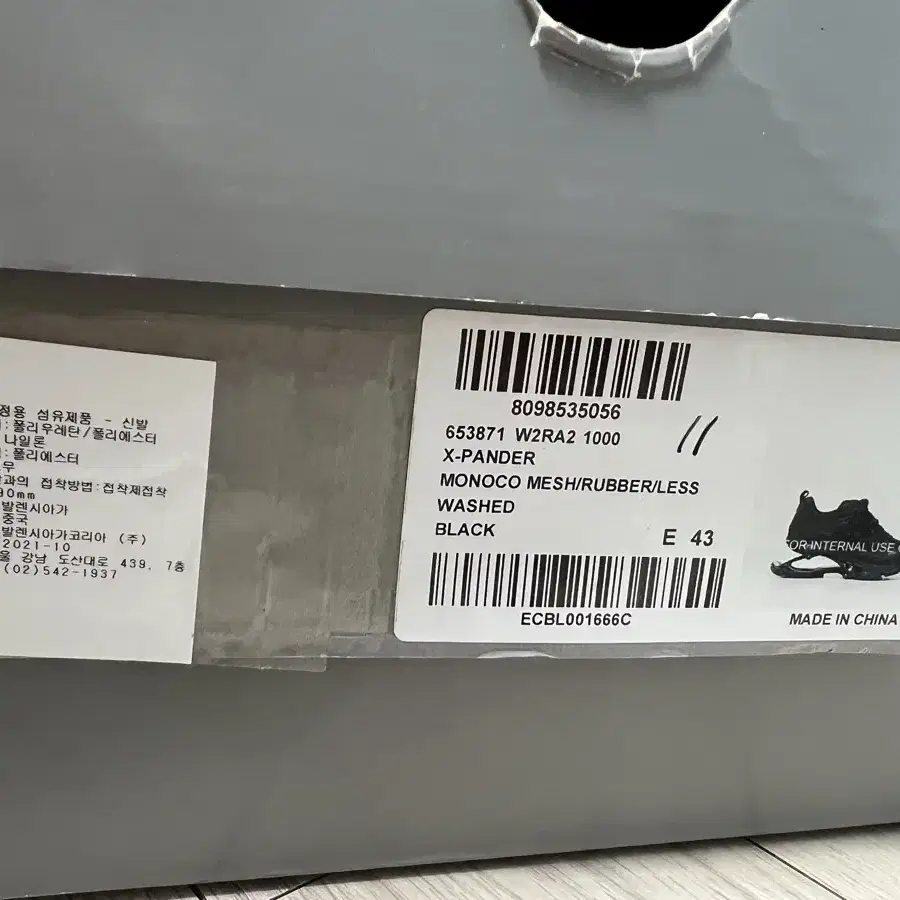 정용 섬유제품 - 신발
:폴리우레탄/폴리에스터
나일론
:폴리에스터
무
과의 접착방법:접착제접착
90mm
발렌시아가
중국
발렌시아가코리아 (주)
2021-10
울 강남 도산대로 439, 7층
(02)542-1937
8098535056
653871 W2RA2 1000
11
X-PANDER
MONOCO MESH/RUBBER/LESS
WASHED
BLACK
E 43
ECBL001666C
FOR INTERNAL USE
MADE IN CHINA